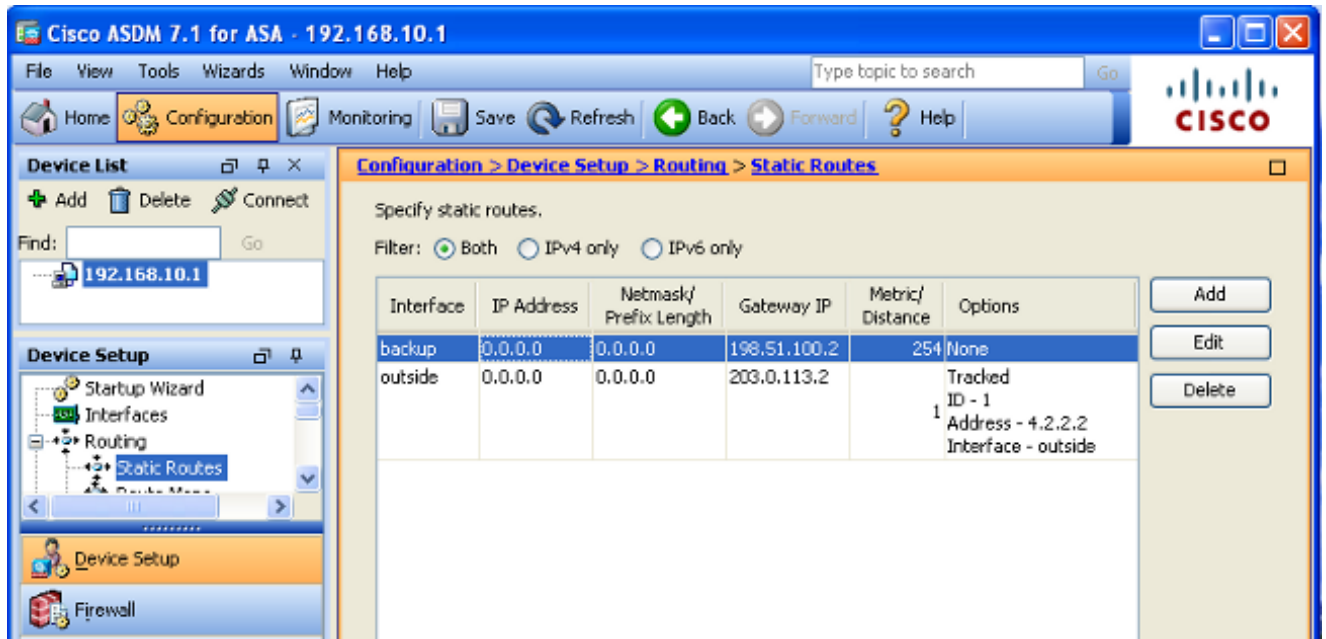 Cisco ASDM 7.1 for ASA - 192.168.10.1
File View Tools Wizards Window Help Type topic to search Go
Home Configuration Monitoring Save Refresh Back Forward Help
CISCO
Device List
Add Delete Connect
Find: Go
192.168.10.1
Device Setup
Startup Wizard
Interfaces
Routing
Static Routes
Device Setup
Firewall
Configuration > Device Setup > Routing > Static Routes
Specify static routes.
Filter: Both IPv4 only IPv6 only
Interface IP Address Netmask/ Prefix Length Gateway IP Metric/ Distance Options
backup 0.0.0.0 0.0.0.0 198.51.100.2 254 None
outside 0.0.0.0 0.0.0.0 203.0.113.2 1 Tracked
ID - 1
Address - 4.2.2.2
Interface - outside
Add
Edit
Delete